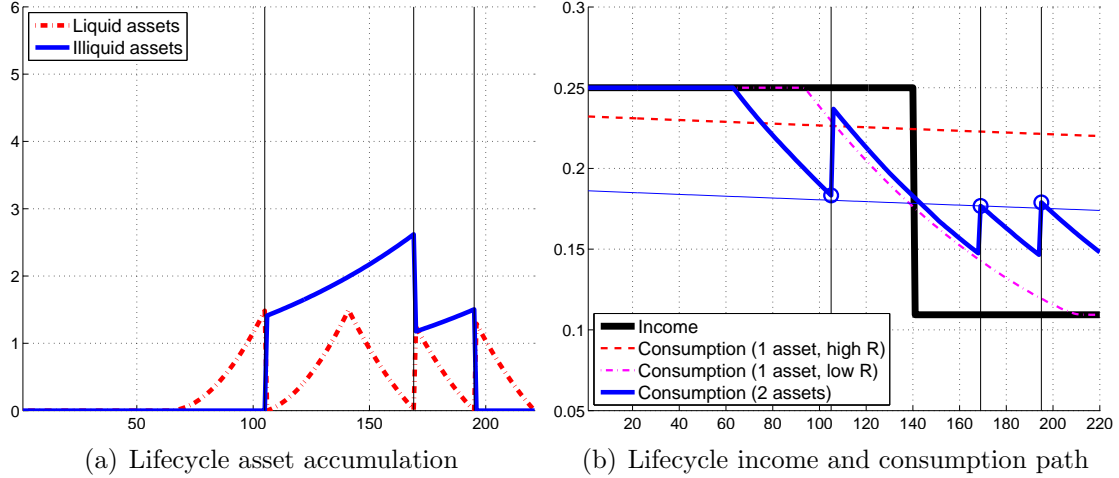 Liquid assets
Illiquid assets
6
5
4
3
2
1
0
50 100 150 200
(a) Lifecycle asset accumulation
0.3
0.25
0.2
0.15
0.1
0.05
Income
Consumption (1 asset, high R)
Consumption (1 asset, low R)
Consumption (2 assets)
20 40 60 80 100 120 140 160 180 200 220
(b) Lifecycle income and consumption path